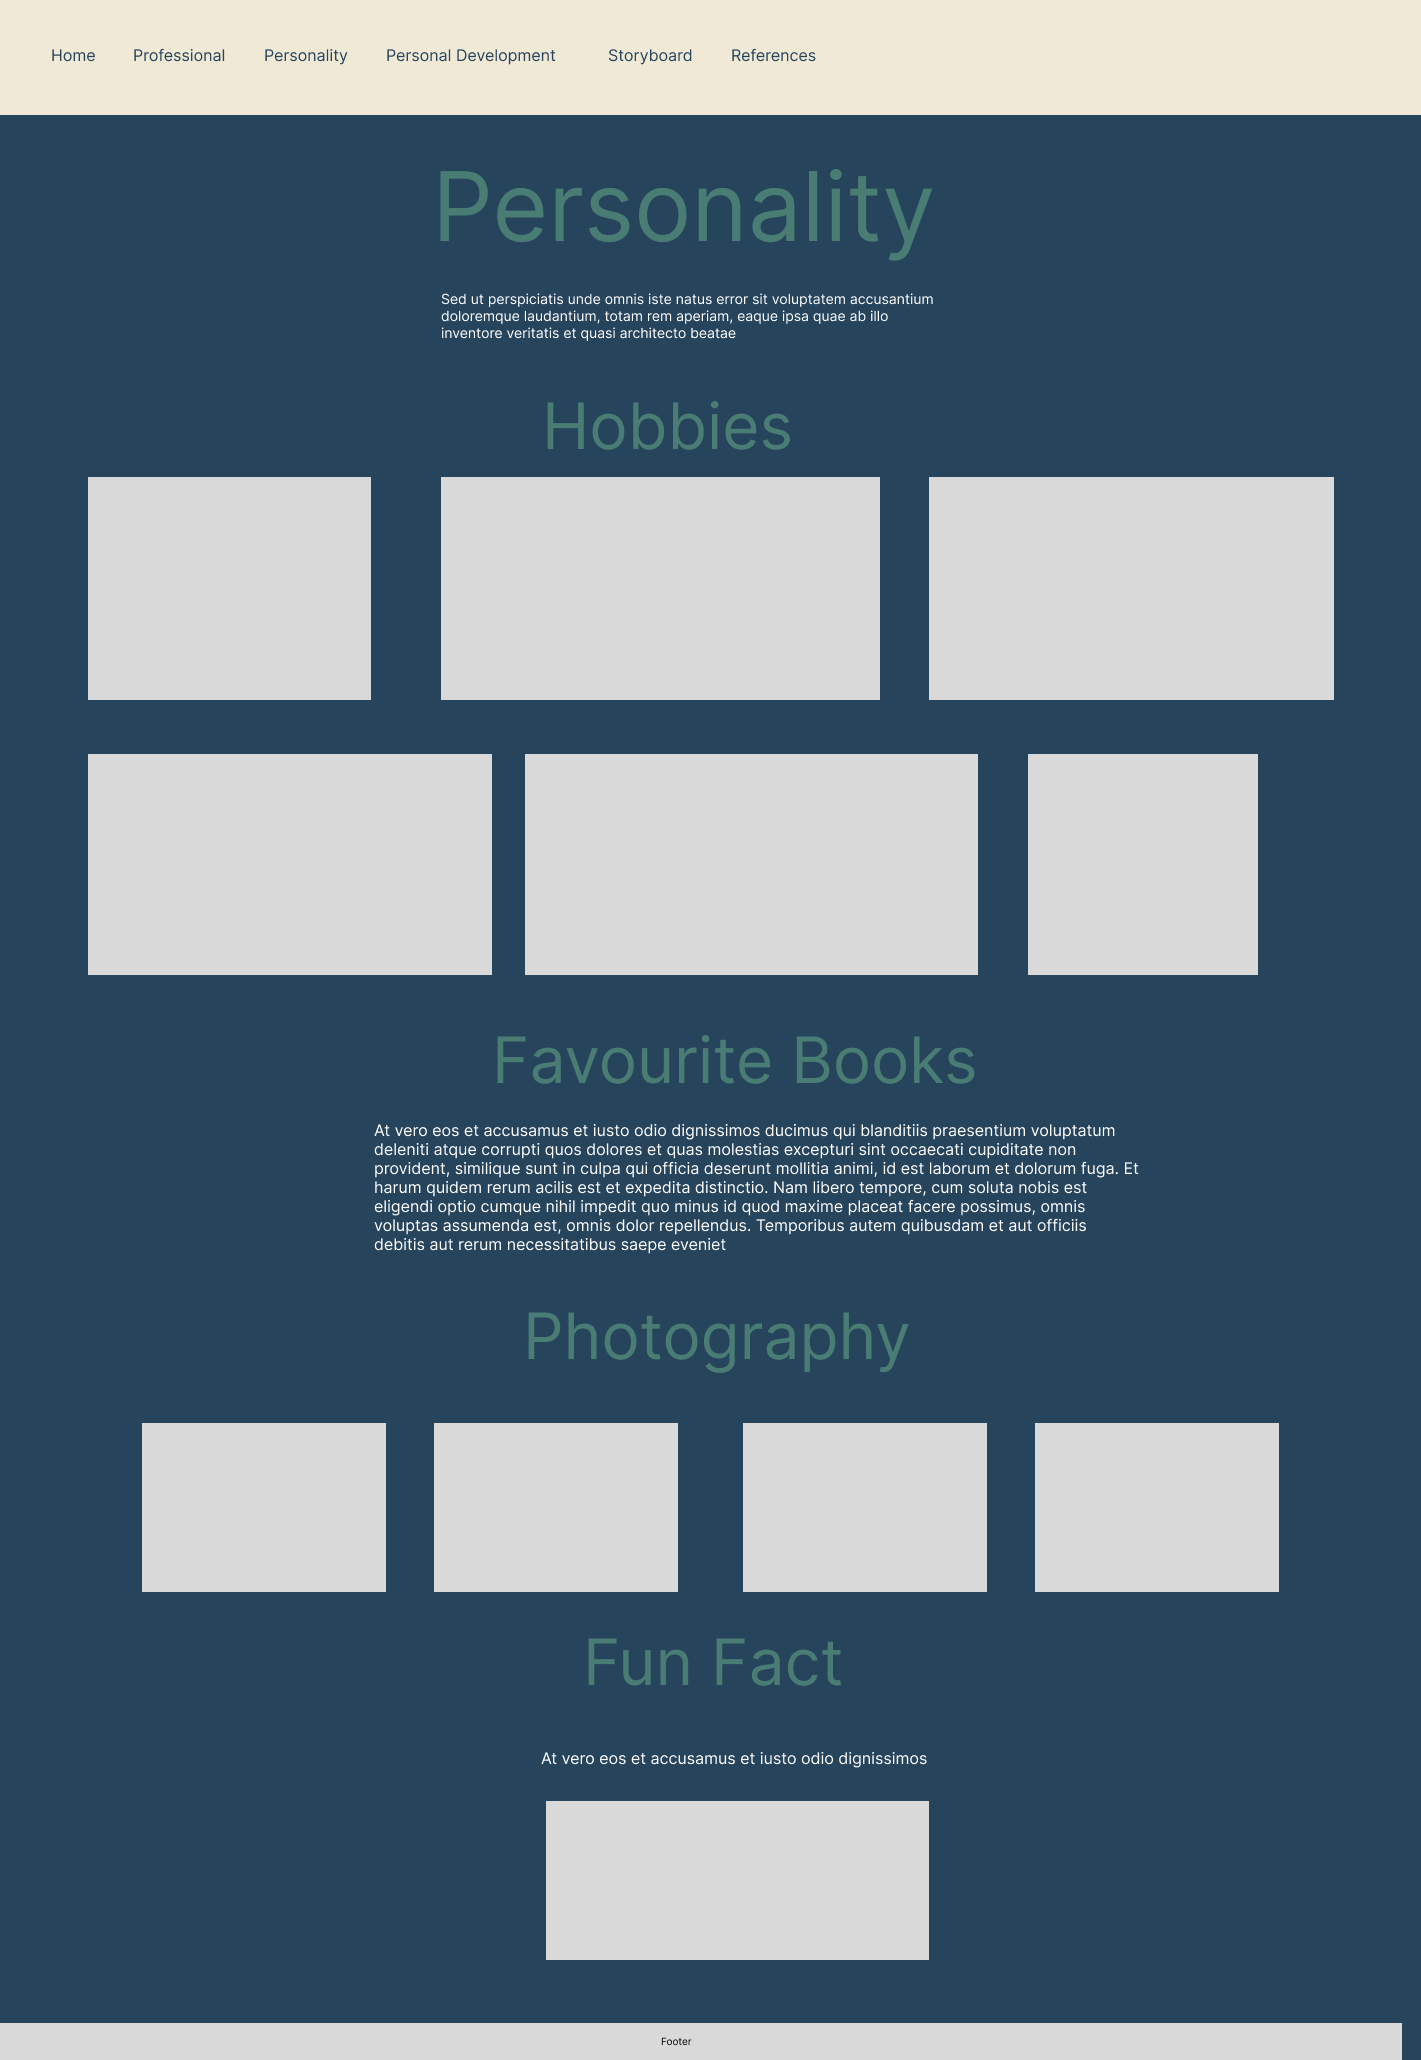 Home Professional Personality Personal Development Storyboard References
Personality
Sed ut perspiciatis unde omnis iste natus error sit voluptatem accusantium
doloremque laudantium, totam rem aperiam, eaque ipsa quae ab illo
inventore veritatis et quasi architecto beatae
Hobbies
Favourite Books
At vero eos et accusamus et iusto odio dignissimos ducimus qui blanditiis praesentium voluptatum
deleniti atque corrupti quos dolores et quas molestias excepturi sint occaecati cupiditate non
provident, similique sunt in culpa qui officia deserunt mollitia animi, id est laborum et dolorum fuga. Et
harum quidem rerum acilis est et expedita distinctio. Nam libero tempore, cum soluta nobis est
eligendi optio cumque nihil impedit quo minus id quod maxime placeat facere possimus, omnis
voluptas assumenda est, omnis dolor repellendus. Temporibus autem quibusdam et aut officiis
debitis aut rerum necessitatibus saepe eveniet
Photography
Fun Fact
At vero eos et accusamus et iusto odio dignissimos
Footer